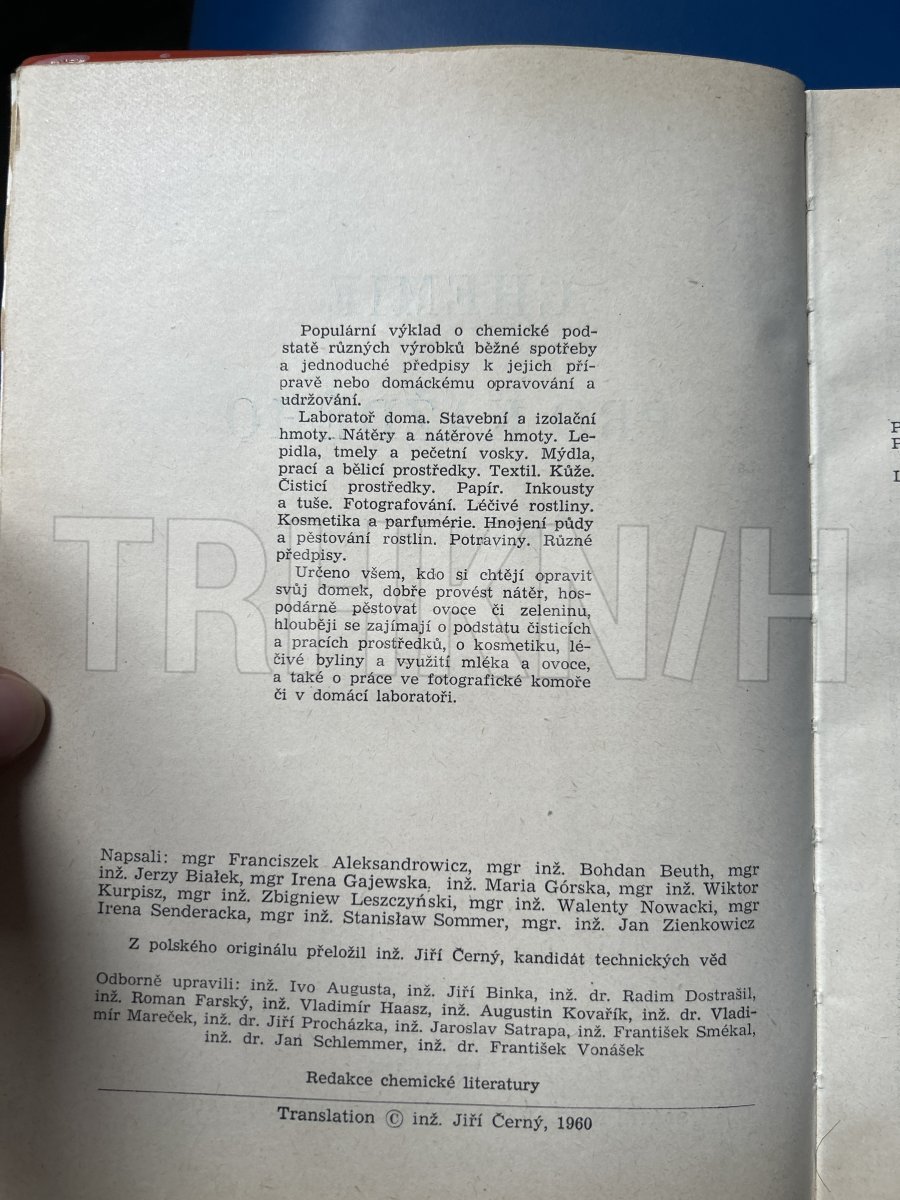 CHEMIE
Populární výklad o chemické pod-
statě různých výrobků běžné spotřeby
a jednoduché předpisy k jejich pří-
pravě nebo domáckému opravování a
udržování.
Laboratoř doma. Stavební a izolační
hmoty. Nátěry a nátěrové hmoty. Le-
pidla, tmely a pečetní vosky. Mýdla,
prací a bělicí prostředky. Textil. Kůže.
Čisticí prostředky. Papír. Inkousty
a tuše. Fotografování. Léčivé rostliny.
Kosmetika a parfumérie. Hnojení půdy
a pěstování rostlin. Potraviny. Různé
předpisy.
Určeno všem, kdo si chtějí opravit
svůj domek, dobře provést nátěr, hos-
podárně pěstovat ovoce či zeleninu,
hlouběji se zajímají o podstatu čisticích
a pracích prostředků, o kosmetiku, lé-
čivé byliny a využití mléka a ovoce,
a také o práce ve fotografické komoře
či v domácí laboratoři.
TRHKNIH
Napsali: mgr Franciszek Aleksandrowicz, mgr inž. Bohdan Beuth, mgr
inž. Jerzy Białek, mgr Irena Gajewska, inž. Maria Górska, mgr inž. Wiktor
Kurpisz, mgr inž. Zbigniew Leszczyński, mgr inž. Walenty Nowacki, mgr
Irena Senderacka, mgr inž. Stanisław Sommer, mgr. inž. Jan Zienkowicz
Z polského originálu přeložil inž. Jiří Černý, kandidát technických věd
Odborně upravili: inž. Ivo Augusta, inž. Jiří Binka, inž. dr. Radim Dostrašil,
inž. Roman Farský, inž. Vladimír Haasz, inž. Augustin Kovařík, inž. dr. Vladi-
mír Mareček, inž. dr. Jiří Procházka, inž. Jaroslav Satrapa, inž. František Smékal,
inž. dr. Jan Schlemmer, inž. dr. František Vonášek
Redakce chemické literatury
Translation © inž. Jiří Černý, 1960